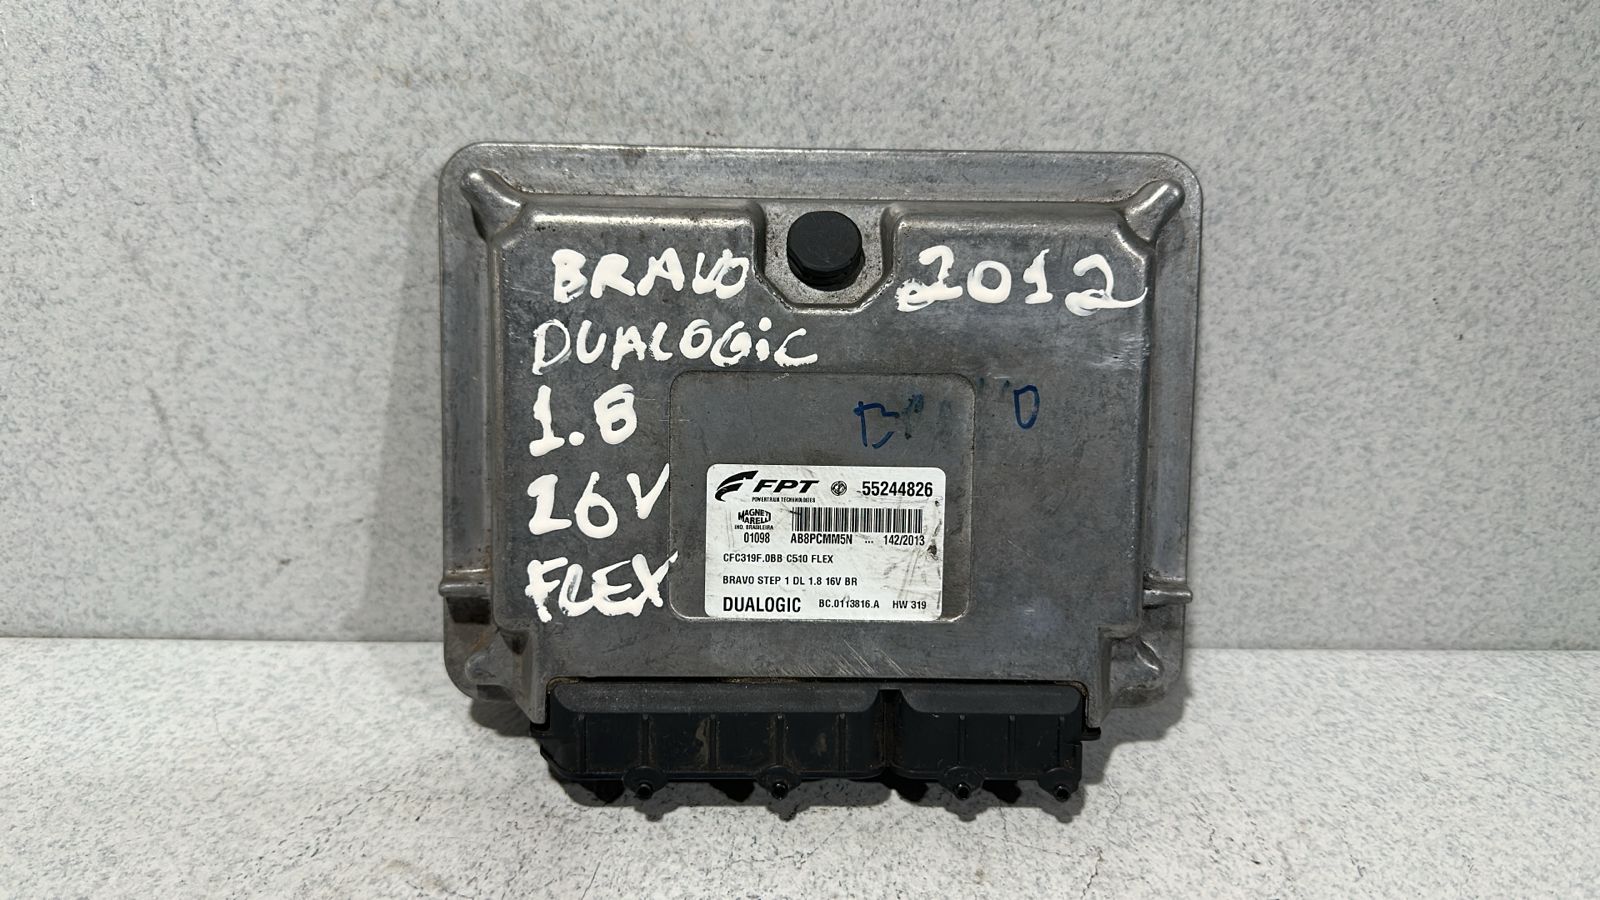 BRAVO 2012
DUALOGiC
1.8
16V
FLEX
FPT 55244826
POWERTRAIN TECHNOLOGIES
MAGNETI
MARELLI
IND. BRASILEIRA
01098 AB8PCMM5N ... 142/2013
CFC319F.0BB C510 FLEX
BRAVO STEP 1 DL 1.8 16V BR
DUALOGIC BC.0113816.A HW 319